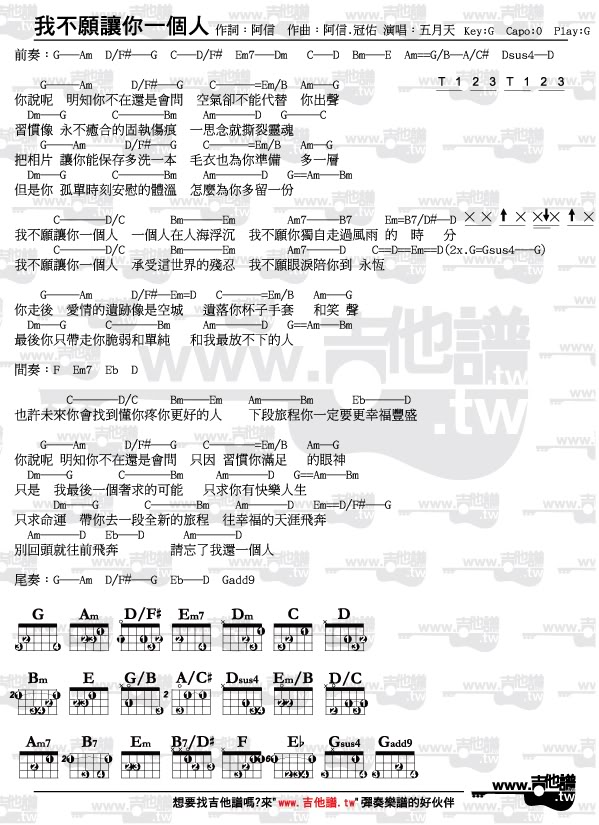 我不願讓你一個人 作詞：阿信 作曲：阿信.冠佑 演唱：五月天 Key:G Capo:0 Play:G
前奏：G──Am D/F#──G C──D/F# Em7──Dm C──D Bm──E Am==G/B─A/C# Dsus4──D
G───Am D/F#──G C────=Em/B Am──G
T 1 2 3 T 1 2 3
你說呢 明知你不在還是會問 空氣卻不能代替 你出聲
Dm──G C────Bm Am────D G────C
習慣像 永不癒合的固執傷痕 一思念就撕裂靈魂
G───Am D/F#──G C────=Em/B Am──G
把相片 讓你能保存多洗一本 毛衣也為你準備 多一層
Dm──G C────Bm Am────D G==Am──Bm
但是你 孤單時刻安慰的體溫 怎麼為你多留一份
C────D/C Bm────Em Am7────B7 Em=B7/D#──D
我不願讓你一個人 一個人在人海浮沉 我不願你獨自走過風雨 的 時 分
C────D/C Bm────Em Am7────D C==D==Em==D(2x.G=Gsus4──G)
我不願讓你一個人 承受這世界的殘忍 我不願眼淚陪你到 永恆
G───Am D/F#──Em=D C────=Em/B Am──G
你走後 愛情的遺跡像是空城 遺落你杯子手套 和笑 聲
Dm──G C────Bm Am────D G==Am──Bm
最後你只帶走你脆弱和單純 和我最放不下的人
間奏：F Em7 Eb D
C────D/C Bm────Em Am────Bm Eb────D
也許未來你會找到懂你疼你更好的人 下段旅程你一定要更幸福豐盛
G───Am D/F#──G C────=Em/B Am──G
你說呢 明知你不在還是會問 只因 習慣你滿足 的眼神
Dm──G C────Bm Am────D G==Am──Bm
只是 我最後一個奢求的可能 只求你有快樂人生
Dm───G C────Bm Am────D Em==D/F#──G
只求命運 帶你去一段全新的旅程 往幸福的天涯飛奔
Am────D Eb──D Am────D
別回頭就往前飛奔 請忘了我還一個人
尾奏：G──Am D/F#──G Eb──D Gadd9
G Am D/F# Em7 Dm C D
Bm E G/B A/C# Dsus4 Em/B D/C
Am7 B7 Em B7/D# F Eb Gsus4 Gadd9
www.吉他譜.tw
想要找吉他譜嗎?來"www.吉他譜.tw"彈奏樂譜的好伙伴